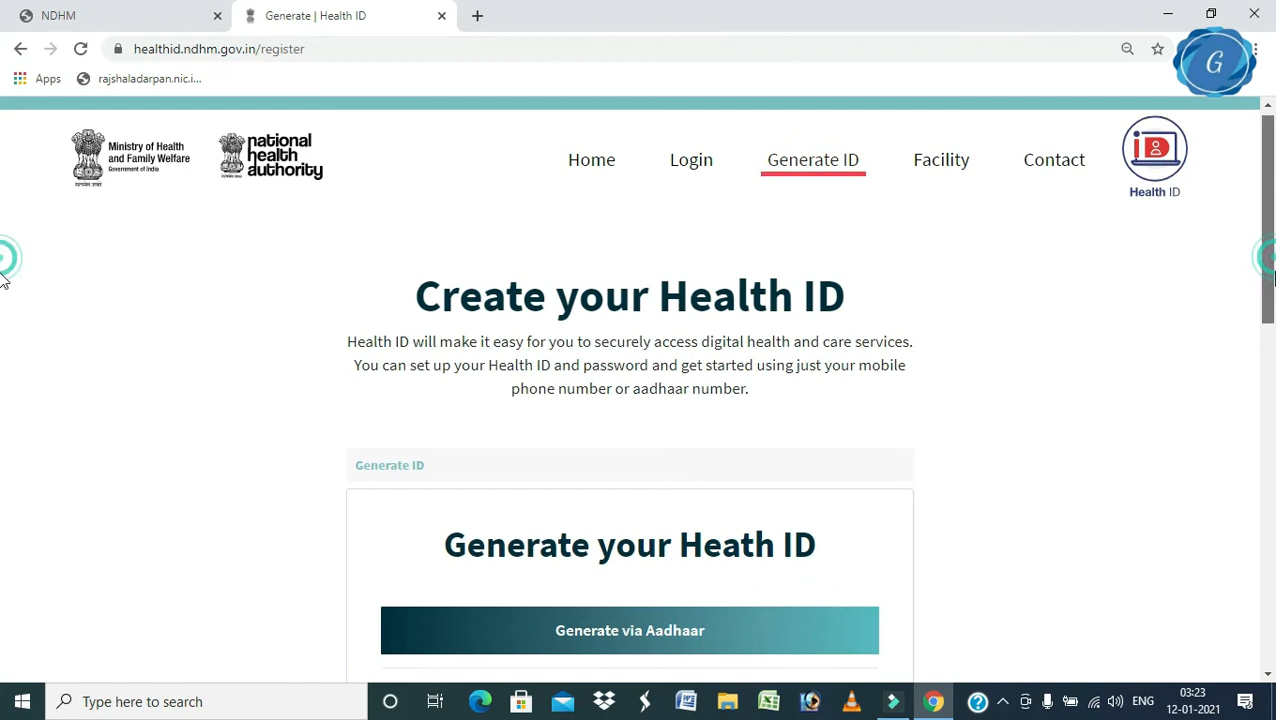 NDHM
Generate | Health ID
healthid.ndhm.gov.in/register
G
Apps
rajshaladarpan.nic.i...
Ministry of Health
and Family Welfare
Government of India
national
health
authority
Home
Login
Generate ID
Facility
Contact
iD
Health ID
Create your Health ID
Health ID will make it easy for you to securely access digital health and care services.
You can set up your Health ID and password and get started using just your mobile
phone number or aadhaar number.
Generate ID
Generate your Heath ID
Generate via Aadhaar
Type here to search
ENG
03:23
12-01-2021